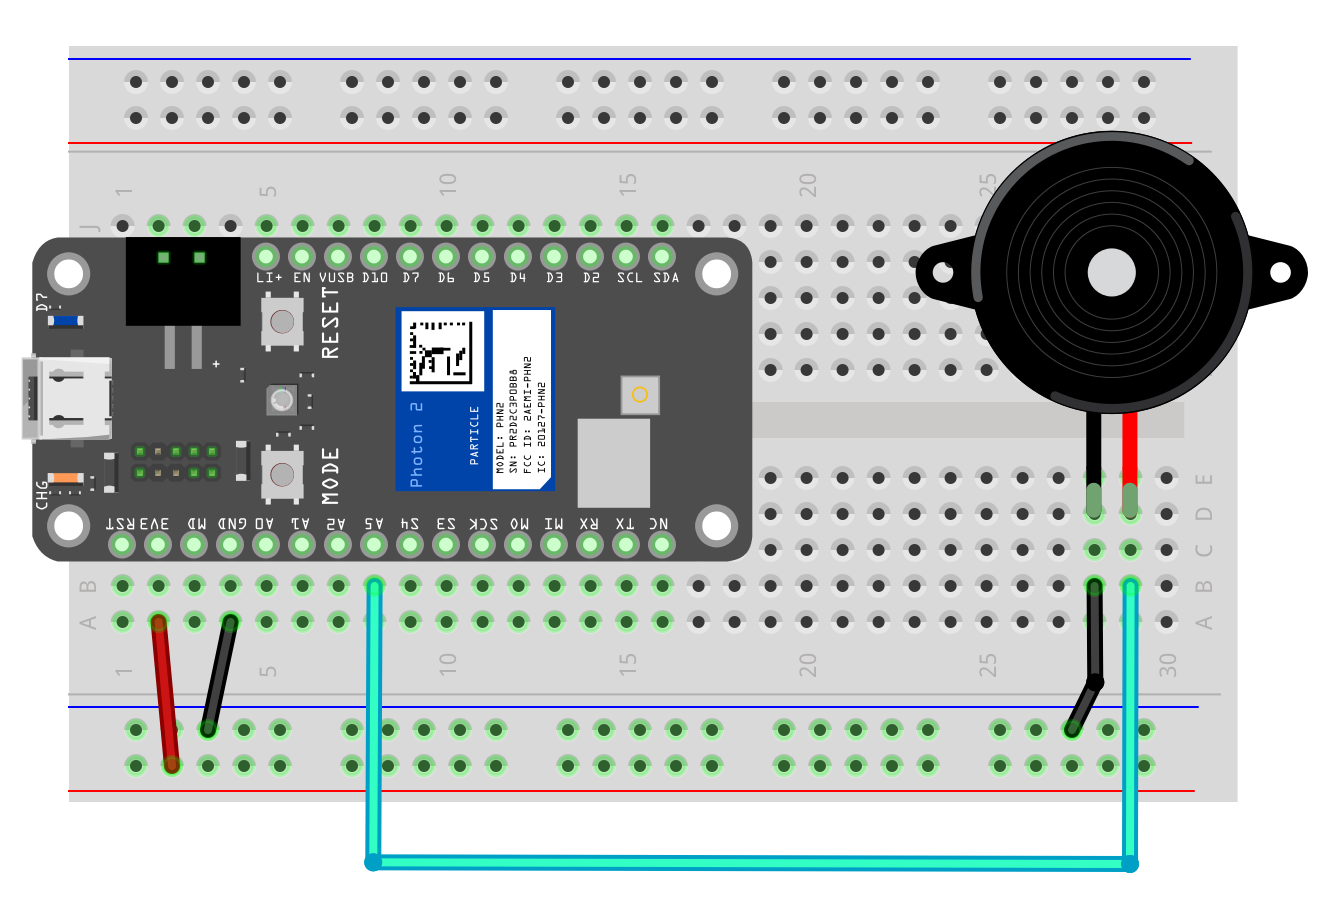 1 5 10 15 20 25
J
LI+ EN VUSB D10 D7 D6 D5 D4 D3 D2 SCL SDA
D7
RESET
+
Photon 2
PARTICLE
MODEL: PHN2
FCC ID: 2AEMI-PHN2
IC: 20127-PHN2
MODE
CHG
RST 3V3 MD GND A0 A1 A2 A5 S4 S3 SCK MO MI RX TX NC
E
D
C
B B
A A
1 5 10 15 20 25 30